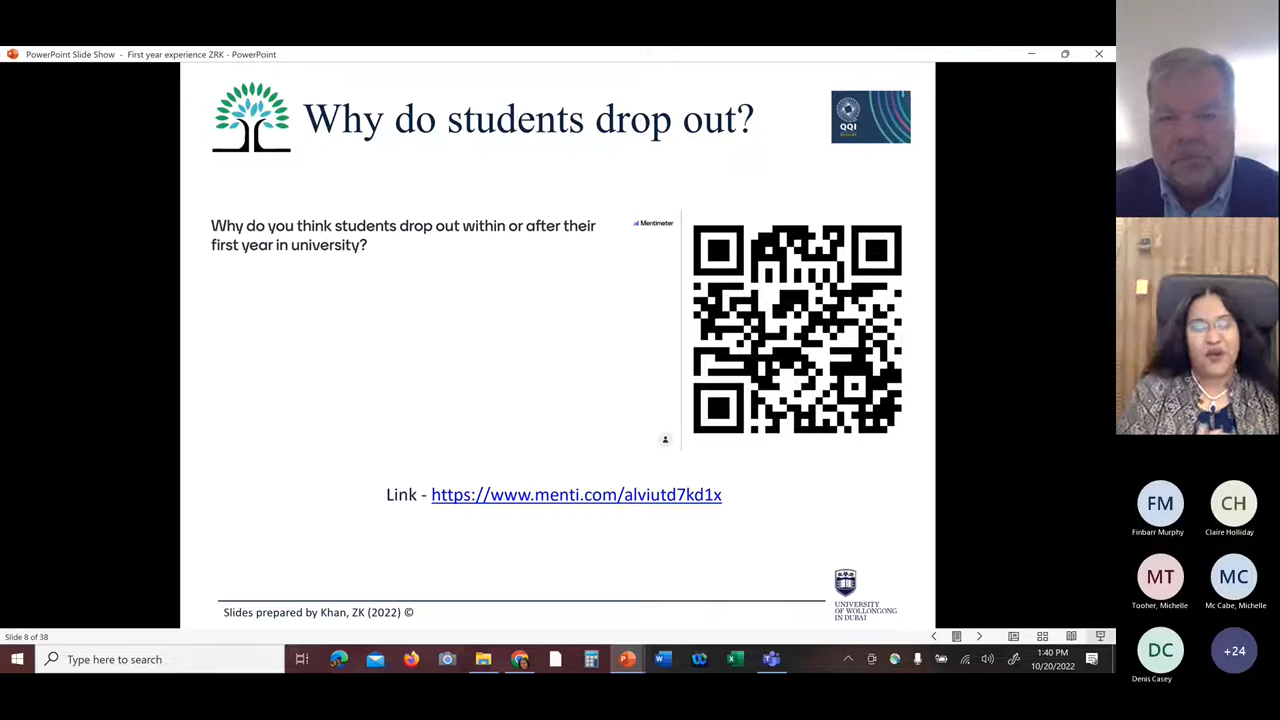 PowerPoint Slide Show - First year experience ZRK - PowerPoint
Why do students drop out?
QQI
Why do you think students drop out within or after their
first year in university?
Mentimeter
Link - https://www.menti.com/alviutd7kd1x
Slides prepared by Khan, ZK (2022) ©
UNIVERSITY
OF WOLLONGONG
IN DUBAI
Slide 8 of 38
Type here to search
1:40 PM
10/20/2022
FM
Finbarr Murphy
CH
Claire Holliday
MT
Tooher, Michelle
MC
Mc Cabe, Michelle
DC
Denis Casey
+24